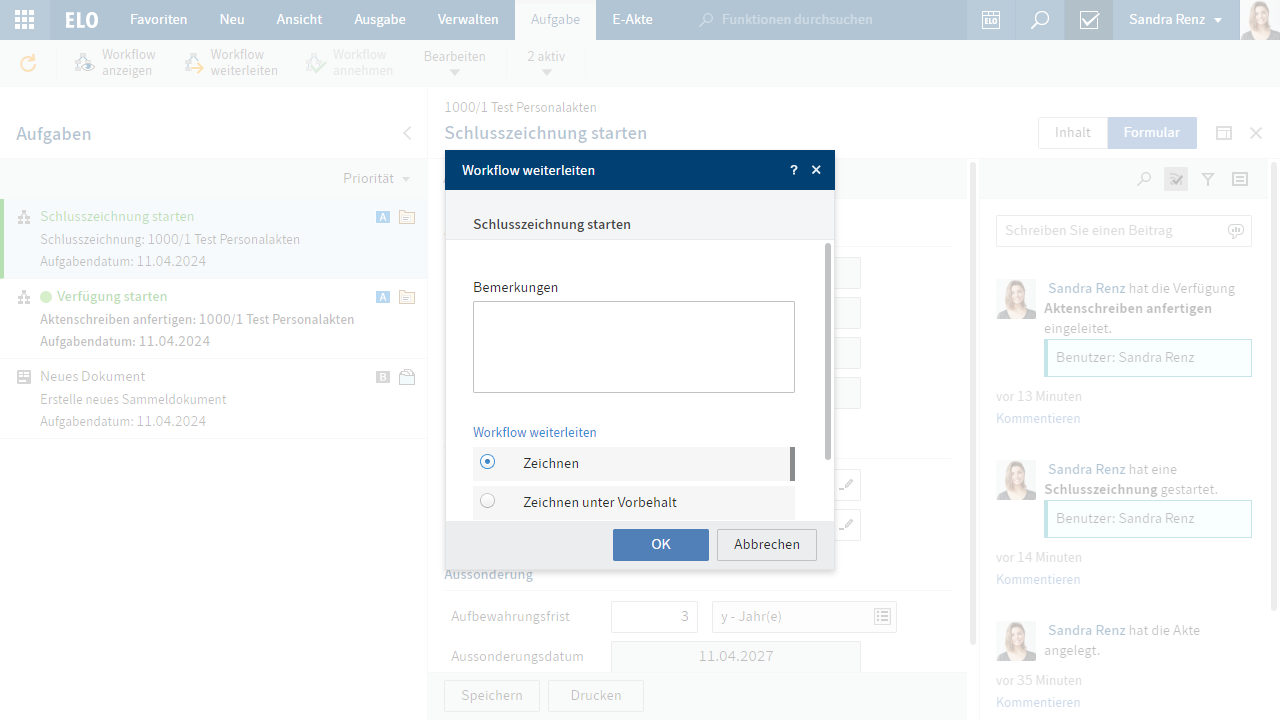 ELO Favoriten Neu Ansicht Ausgabe Verwalten Aufgabe E-Akte Funktionen durchsuchen ELO Sandra Renz
Workflow anzeigen
Workflow weiterleiten
Workflow annehmen
Bearbeiten
2 aktiv
Aufgaben
Priorität
Schlusszeichnung starten A
Schlusszeichnung: 1000/1 Test Personalakten
Aufgabendatum: 11.04.2024
Verfügung starten A
Aktenschreiben anfertigen: 1000/1 Test Personalakten
Aufgabendatum: 11.04.2024
Neues Dokument B
Erstelle neues Sammeldokument
Aufgabendatum: 11.04.2024
1000/1 Test Personalakten
Schlusszeichnung starten
Inhalt Formular
Workflow weiterleiten ?
Schlusszeichnung starten
Bemerkungen
Workflow weiterleiten
Zeichnen
Zeichnen unter Vorbehalt
OK Abbrechen
Aussonderung
Aufbewahrungsfrist 3 y - Jahr(e)
Aussonderungsdatum 11.04.2027
Speichern Drucken
Schreiben Sie einen Beitrag
Sandra Renz hat die Verfügung
Aktenschreiben anfertigen
eingeleitet.
Benutzer: Sandra Renz
vor 13 Minuten
Kommentieren
Sandra Renz hat eine
Schlusszeichnung gestartet.
Benutzer: Sandra Renz
vor 14 Minuten
Kommentieren
Sandra Renz hat die Akte
angelegt.
vor 35 Minuten
Kommentieren